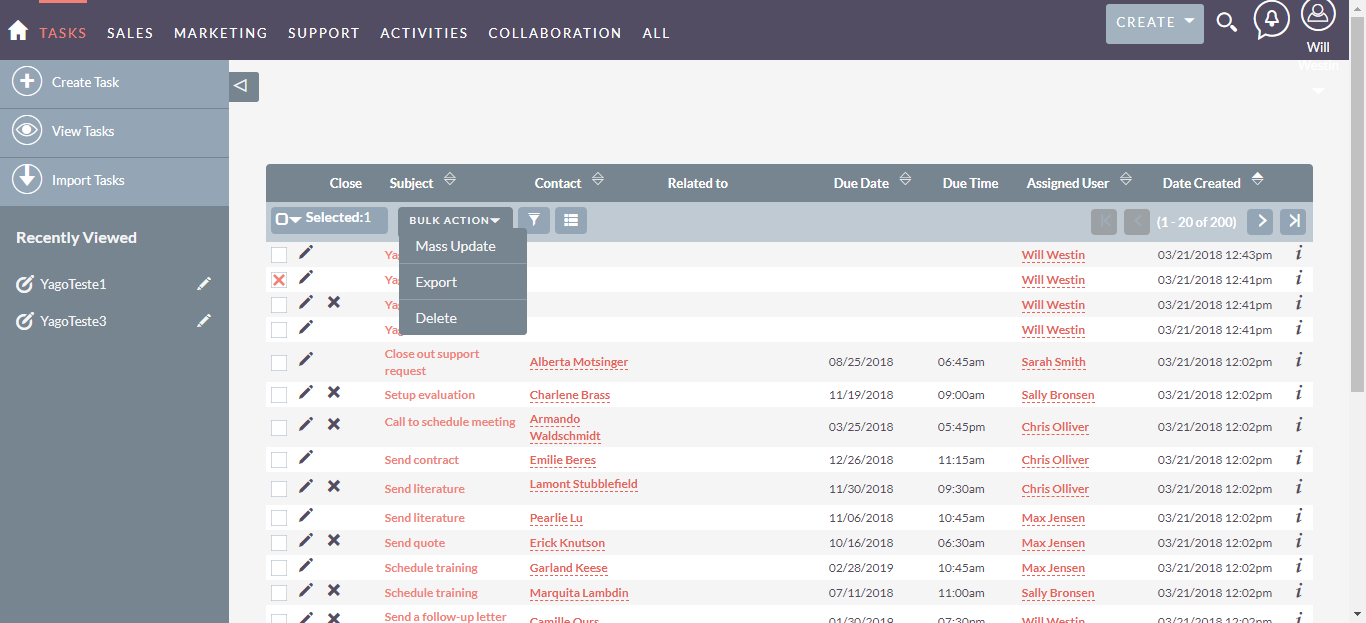 TASKS SALES MARKETING SUPPORT ACTIVITIES COLLABORATION ALL CREATE
Will
Westin
Create Task
View Tasks
Import Tasks
Recently Viewed
YagoTeste1
YagoTeste3
Close Subject Contact Related to Due Date Due Time Assigned User Date Created
Selected:1 BULK ACTION (1 - 20 of 200)
Mass Update
Export
Delete
Will Westin 03/21/2018 12:43pm i
Will Westin 03/21/2018 12:41pm i
Will Westin 03/21/2018 12:41pm i
Will Westin 03/21/2018 12:41pm i
Close out support
request Alberta Motsinger 08/25/2018 06:45am Sarah Smith 03/21/2018 12:02pm i
Setup evaluation Charlene Brass 11/19/2018 09:00am Sally Bronsen 03/21/2018 12:02pm i
Call to schedule meeting Armando
Waldschmidt 03/25/2018 05:45pm Chris Olliver 03/21/2018 12:02pm i
Send contract Emilie Beres 12/26/2018 11:15am Chris Olliver 03/21/2018 12:02pm i
Send literature Lamont Stubblefield 11/30/2018 09:30am Chris Olliver 03/21/2018 12:02pm i
Send literature Pearlie Lu 11/06/2018 10:45am Max Jensen 03/21/2018 12:02pm i
Send quote Erick Knutson 10/16/2018 06:30am Max Jensen 03/21/2018 12:02pm i
Schedule training Garland Keese 02/28/2019 10:45am Max Jensen 03/21/2018 12:02pm i
Schedule training Marquita Lambdin 07/11/2018 11:00am Sally Bronsen 03/21/2018 12:02pm i
Send a follow-up letter Camille Ours 01/30/2019 07:30pm Will Westin 03/21/2018 12:02pm i